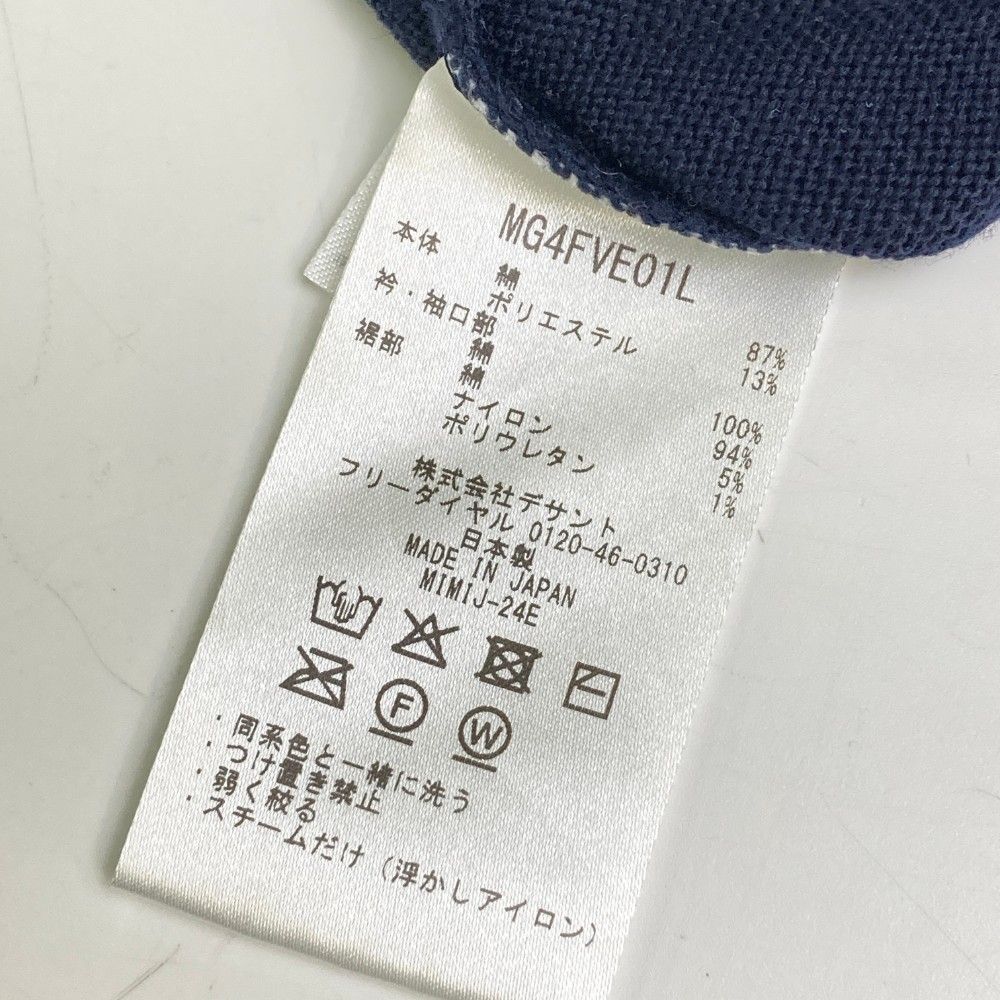 MG4FVE01L
本体 綿 87%
ポリエステル 13%
衿・袖口部
綿 100%
裾部 綿 94%
ナイロン 5%
ポリウレタン 1%
株式会社デサント
フリーダイヤル 0120-46-0310
日本製
MADE IN JAPAN
MIMIJ-24E
F W
・同系色と一緒に洗う
・つけ置き禁止
・弱く絞る
・スチームだけ（浮かしアイロン）